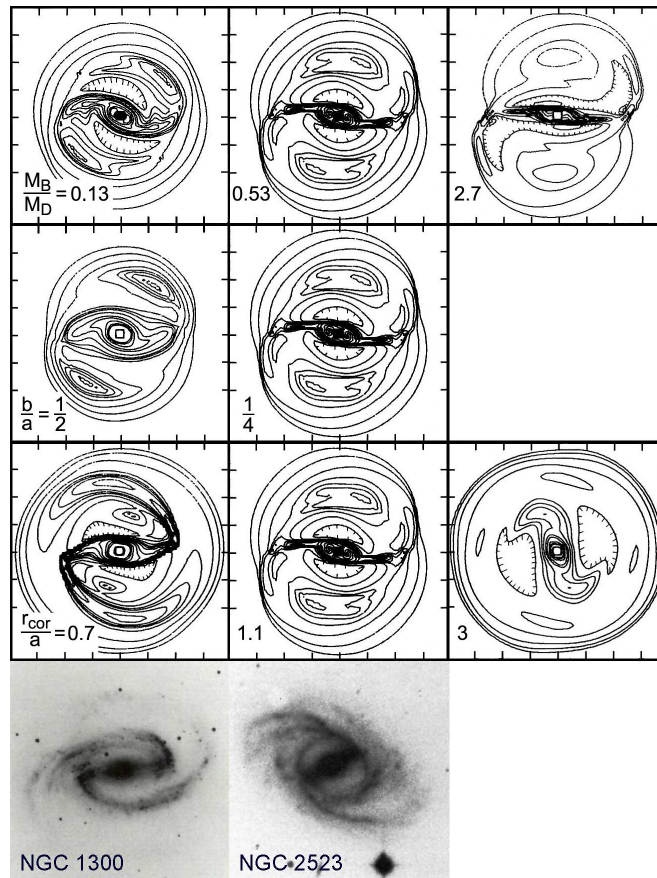 M_B/M_D = 0.13
0.53
2.7
b/a = 1/2
1/4
r_cor/a = 0.7
1.1
3
NGC 1300
NGC 2523